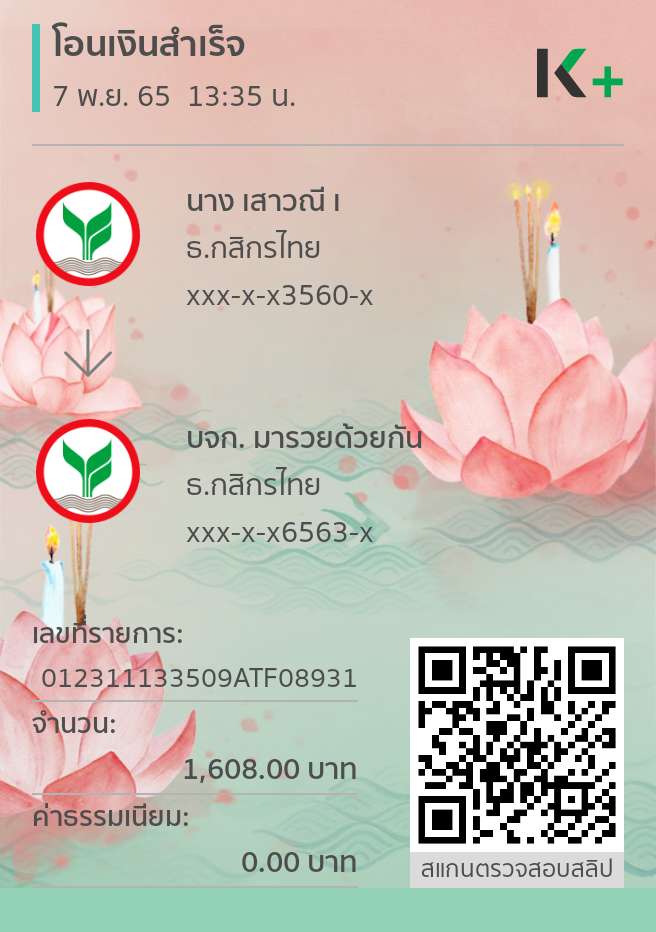 โอนเงินสำเร็จ
7 พ.ย. 65 13:35 น.
K+
นาง เสาวณี เ
ธ.กสิกรไทย
xxx-x-x3560-x
บจก. มารวยด้วยกัน
ธ.กสิกรไทย
xxx-x-x6563-x
เลขที่รายการ:
012311133509ATF08931
จำนวน:
1,608.00 บาท
ค่าธรรมเนียม:
0.00 บาท
สแกนตรวจสอบสลิป